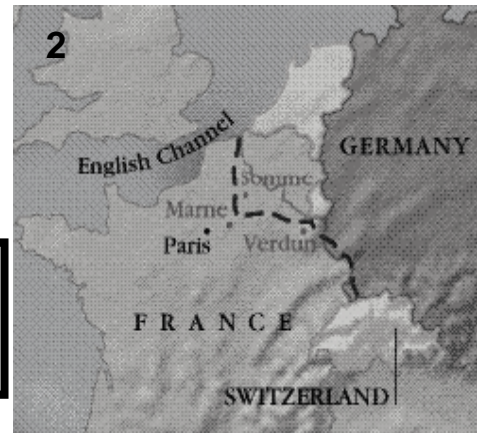 2
English Channel
GERMANY
Somme
Marne
Paris
Verdun
FRANCE
SWITZERLAND